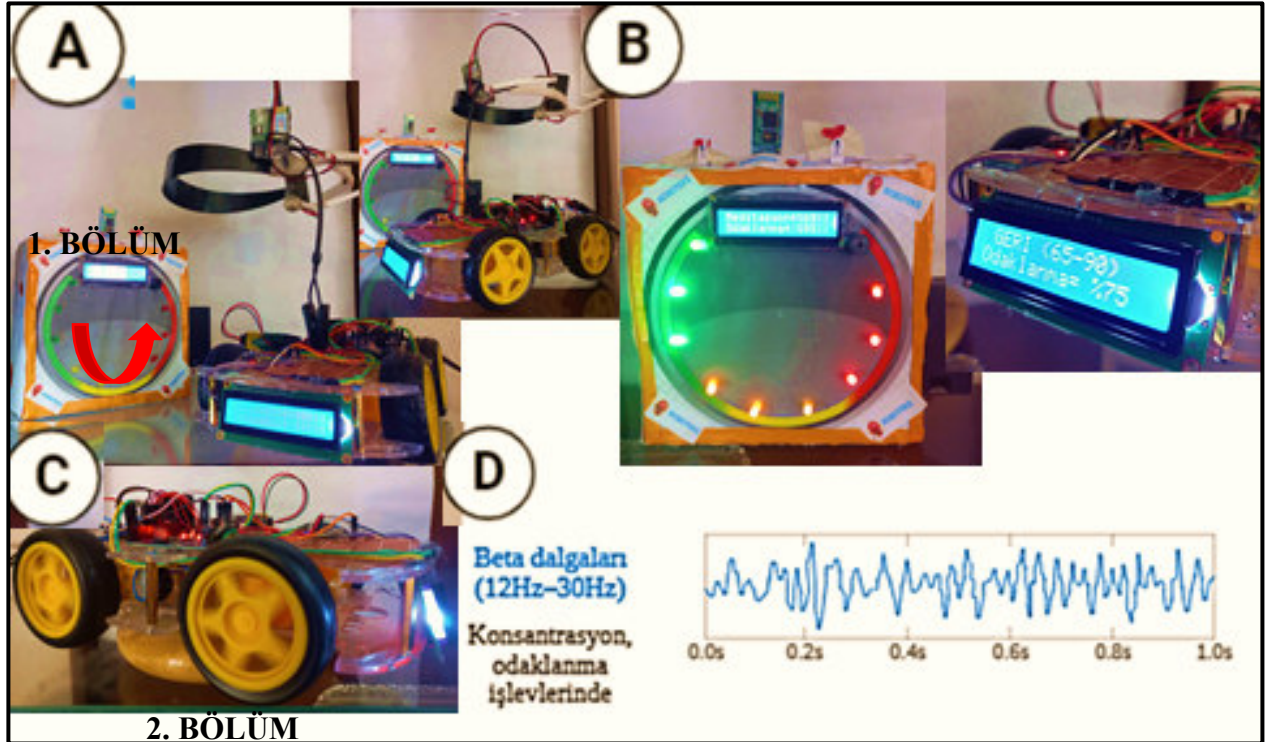 A
1. BÖLÜM
B
GERİ (65-90)
Odaklanma= %75
C
2. BÖLÜM
D
Beta dalgaları
(12Hz–30Hz)
Konsantrasyon,
odaklanma
işlevlerinde
0.0s 0.2s 0.4s 0.6s 0.8s 1.0s